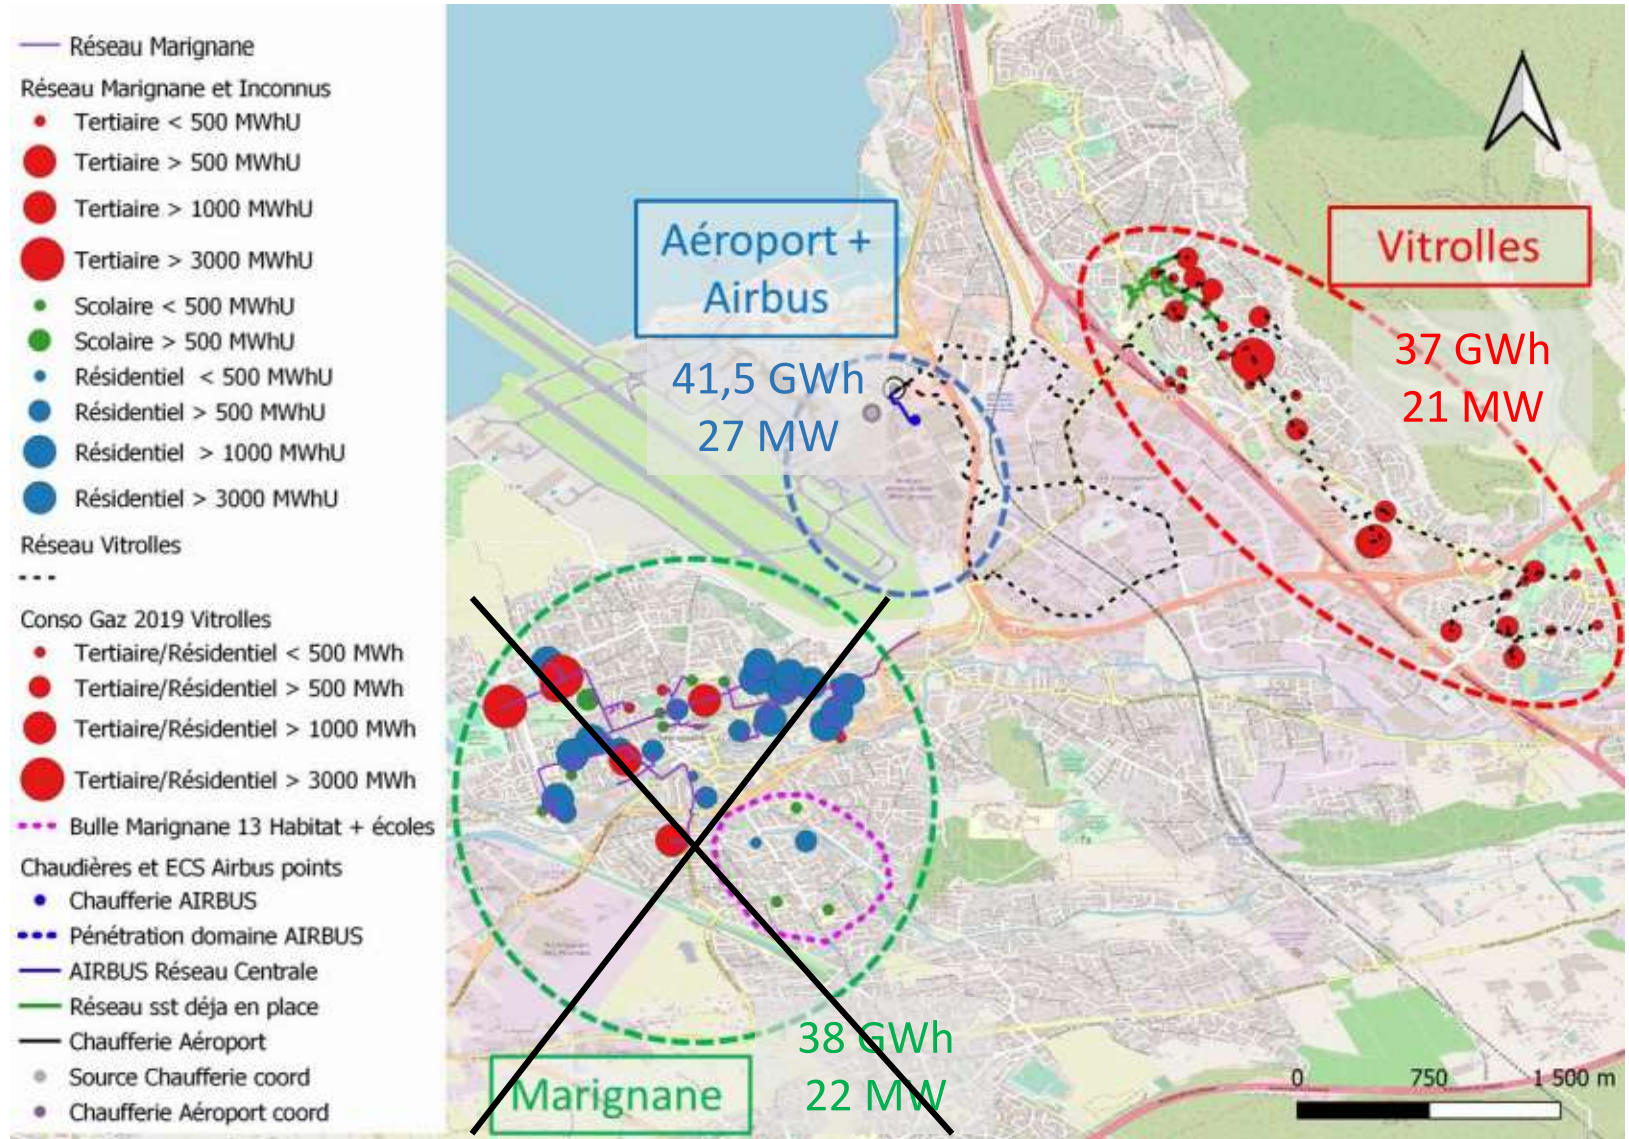 Réseau Marignane
Réseau Marignane et Inconnus
Tertiaire < 500 MWhU
Tertiaire > 500 MWhU
Tertiaire > 1000 MWhU
Tertiaire > 3000 MWhU
Scolaire < 500 MWhU
Scolaire > 500 MWhU
Résidentiel < 500 MWhU
Résidentiel > 500 MWhU
Résidentiel > 1000 MWhU
Résidentiel > 3000 MWhU
Réseau Vitrolles
Conso Gaz 2019 Vitrolles
Tertiaire/Résidentiel < 500 MWh
Tertiaire/Résidentiel > 500 MWh
Tertiaire/Résidentiel > 1000 MWh
Tertiaire/Résidentiel > 3000 MWh
Bulle Marignane 13 Habitat + écoles
Chaudières et ECS Airbus points
Chaufferie AIRBUS
Pénétration domaine AIRBUS
AIRBUS Réseau Centrale
Réseau sst déja en place
Chaufferie Aéroport
Source Chaufferie coord
Chaufferie Aéroport coord
Aéroport +
Airbus
41,5 GWh
27 MW
Vitrolles
37 GWh
21 MW
38 GWh
22 MW
Marignane
0 750 1 500 m